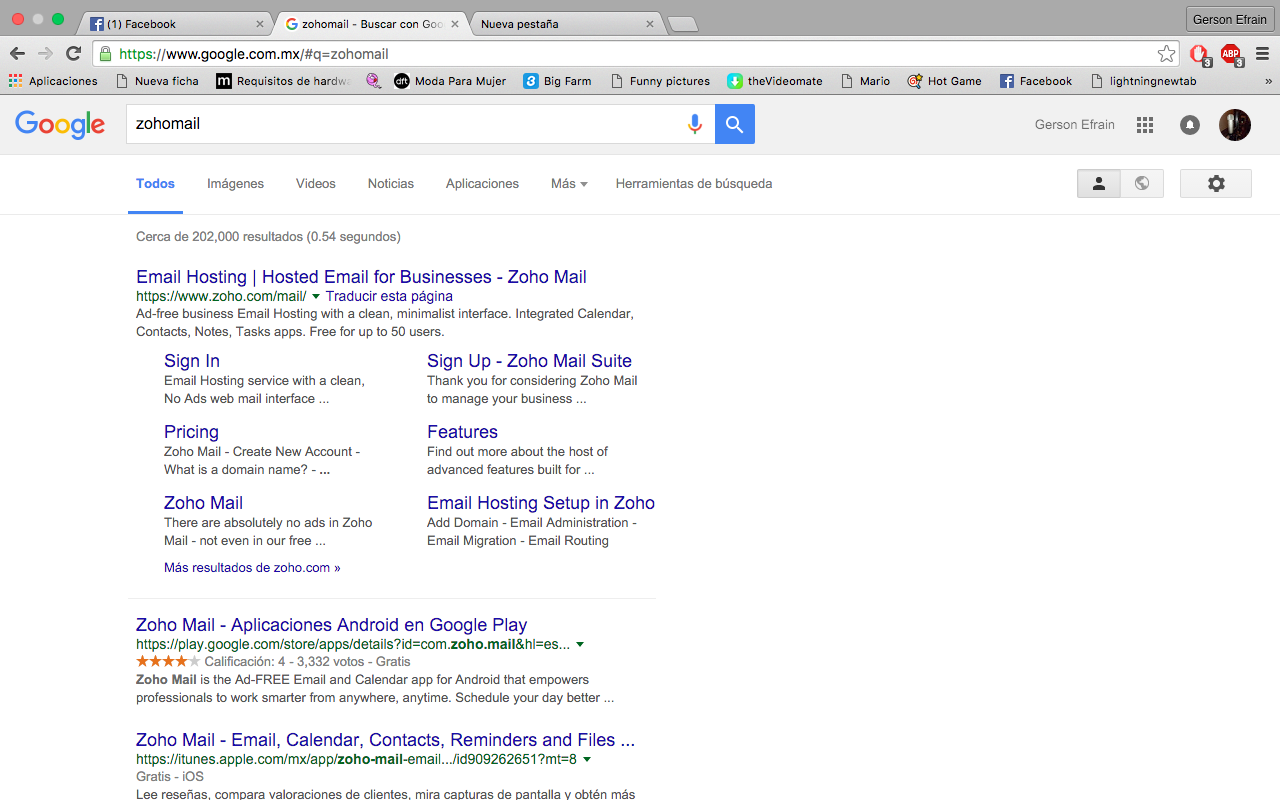 (1) Facebook
zohomail - Buscar con Goo
Nueva pestaña
Gerson Efrain
https://www.google.com.mx/#q=zohomail
3
ABP
3
Aplicaciones
Nueva ficha
Requisitos de hardwa
dft
Moda Para Mujer
Big Farm
Funny pictures
theVideomate
Mario
Hot Game
Facebook
lightningnewtab
»
Google
zohomail
Gerson Efrain
Todos
Imágenes
Videos
Noticias
Aplicaciones
Más
Herramientas de búsqueda
Cerca de 202,000 resultados (0.54 segundos)
Email Hosting | Hosted Email for Businesses - Zoho Mail
https://www.zoho.com/mail/ Traducir esta página
Ad-free business Email Hosting with a clean, minimalist interface. Integrated Calendar,
Contacts, Notes, Tasks apps. Free for up to 50 users.
Sign In
Email Hosting service with a clean,
No Ads web mail interface ...
Sign Up - Zoho Mail Suite
Thank you for considering Zoho Mail
to manage your business ...
Pricing
Zoho Mail - Create New Account -
What is a domain name? - ...
Features
Find out more about the host of
advanced features built for ...
Zoho Mail
There are absolutely no ads in Zoho
Mail - not even in our free ...
Email Hosting Setup in Zoho
Add Domain - Email Administration -
Email Migration - Email Routing
Más resultados de zoho.com »
Zoho Mail - Aplicaciones Android en Google Play
https://play.google.com/store/apps/details?id=com.zoho.mail&hl=es...
Calificación: 4 - 3,332 votos - Gratis
Zoho Mail is the Ad-FREE Email and Calendar app for Android that empowers
professionals to work smarter from anywhere, anytime. Schedule your day better ...
Zoho Mail - Email, Calendar, Contacts, Reminders and Files ...
https://itunes.apple.com/mx/app/zoho-mail-email.../id909262651?mt=8
Gratis - iOS
Lee reseñas, compara valoraciones de clientes, mira capturas de pantalla y obtén más